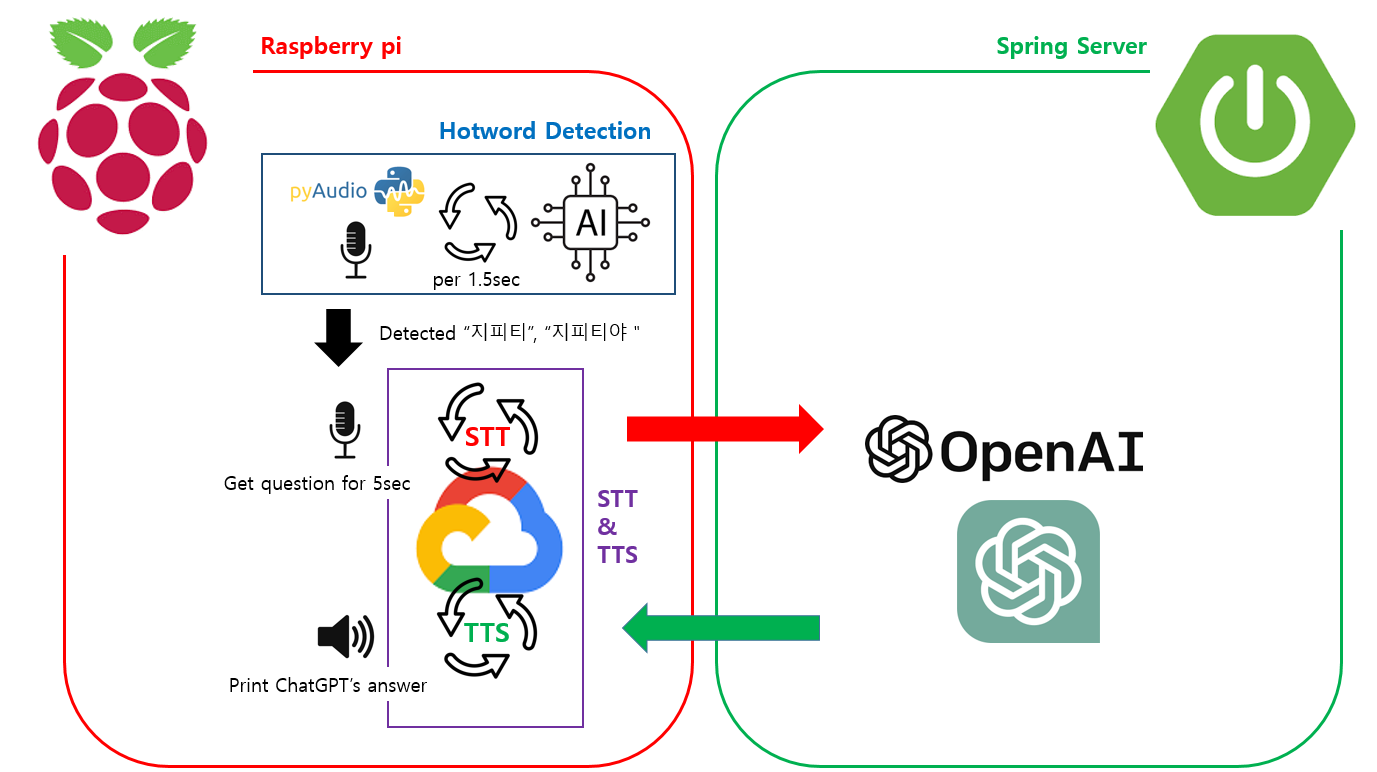 Raspberry pi
Spring Server
Hotword Detection
pyAudio
AI
per 1.5sec
Detected “지피티”, “지피티야 "
STT
Get question for 5sec
STT
&
TTS
OpenAI
TTS
Print ChatGPT’s answer